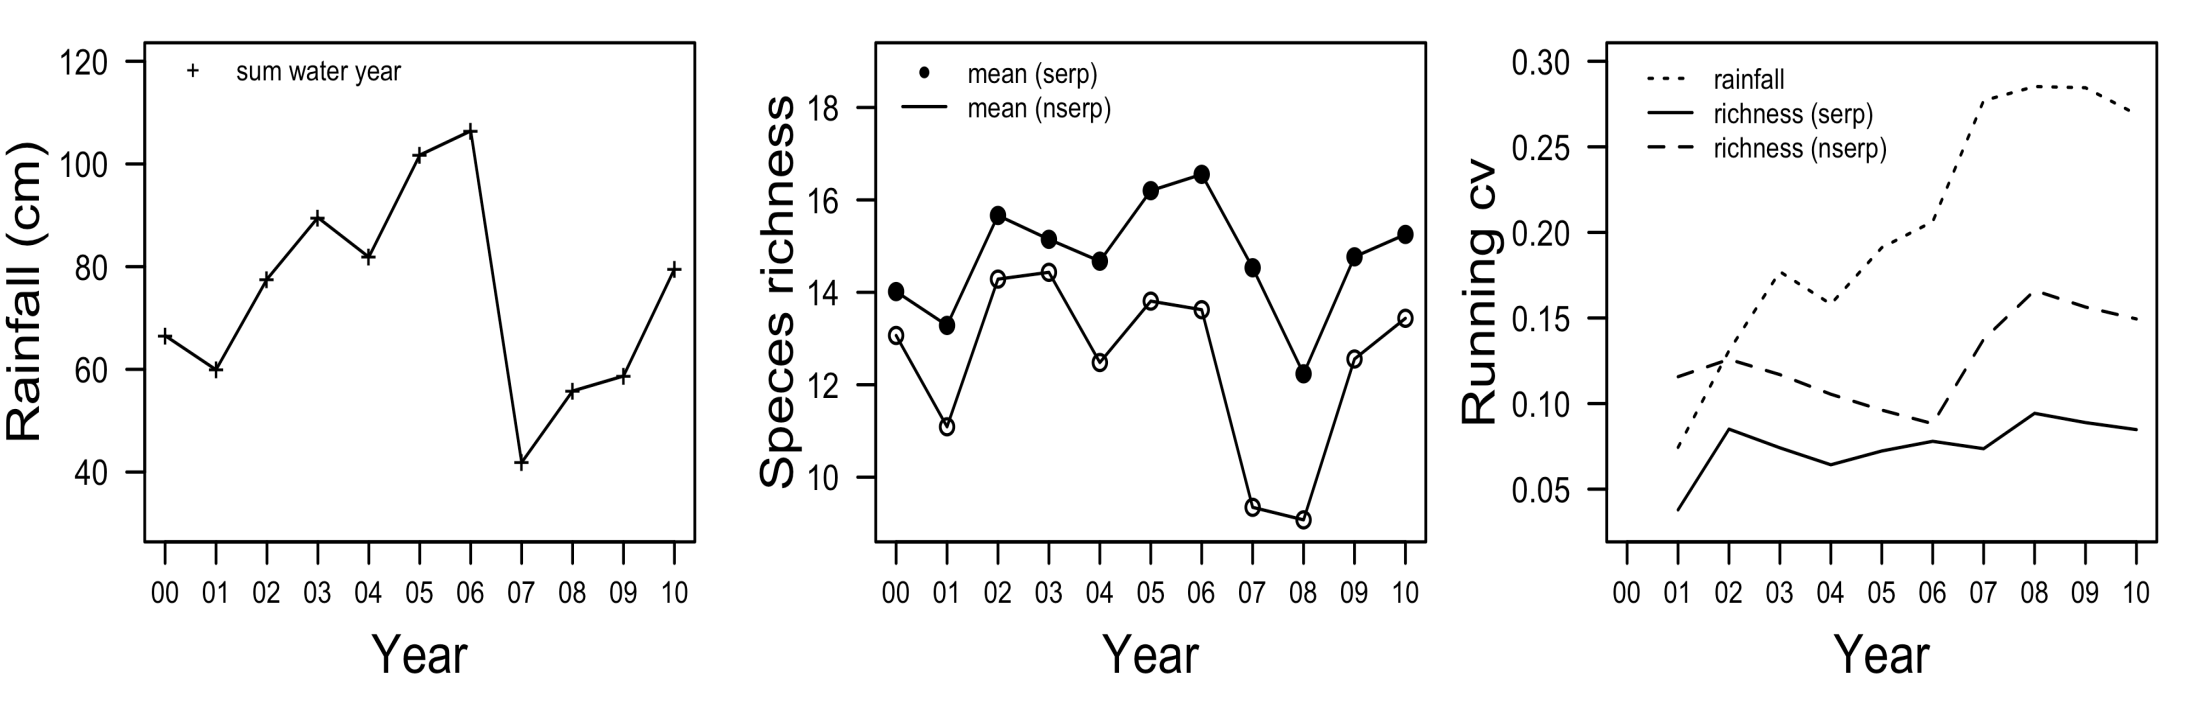 Rainfall (cm)
120
100
80
60
40
+ sum water year
00 01 02 03 04 05 06 07 08 09 10
Year
Speces richness
18
16
14
12
10
mean (serp)
mean (nserp)
00 01 02 03 04 05 06 07 08 09 10
Year
Running cv
0.30
0.25
0.20
0.15
0.10
0.05
rainfall
richness (serp)
richness (nserp)
00 01 02 03 04 05 06 07 08 09 10
Year